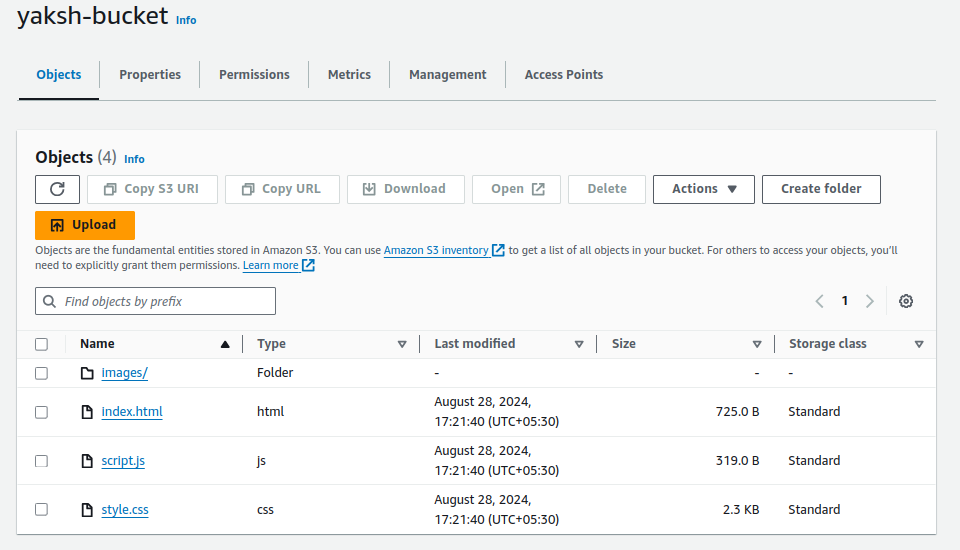 yaksh-bucket Info
Objects Properties Permissions Metrics Management Access Points
Objects (4) Info
Copy S3 URI Copy URL Download Open Delete Actions Create folder
Upload
Objects are the fundamental entities stored in Amazon S3. You can use Amazon S3 inventory to get a list of all objects in your bucket. For others to access your objects, you'll
need to explicitly grant them permissions. Learn more
Find objects by prefix 1
Name Type Last modified Size Storage class
images/ Folder - - -
index.html html August 28, 2024, 17:21:40 (UTC+05:30) 725.0 B Standard
script.js js August 28, 2024, 17:21:40 (UTC+05:30) 319.0 B Standard
style.css css August 28, 2024, 17:21:40 (UTC+05:30) 2.3 KB Standard